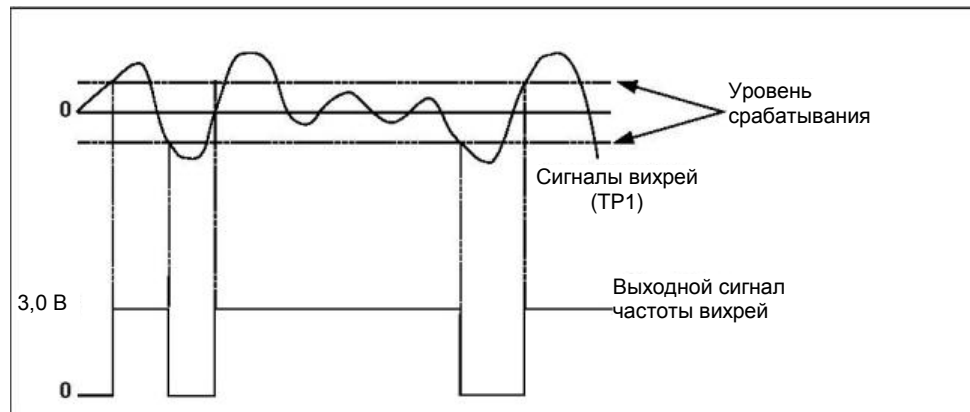 0
Уровень
срабатывания
Сигналы вихрей
(TP1)
3,0 В
Выходной сигнал
частоты вихрей
0